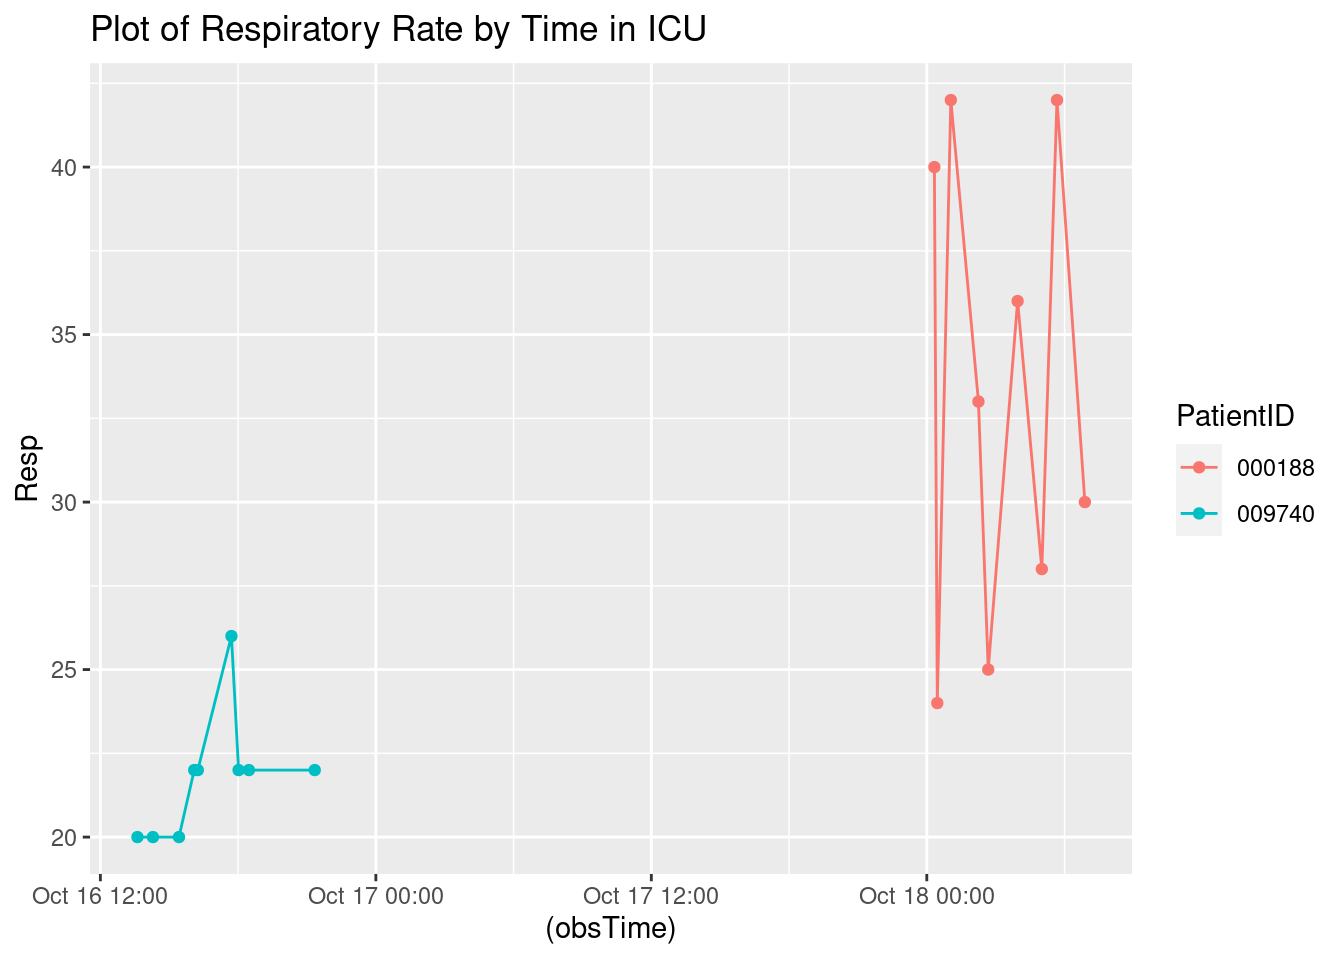 Plot of Respiratory Rate by Time in ICU
40
35
30
25
20
Resp
Oct 16 12:00 Oct 17 00:00 Oct 17 12:00 Oct 18 00:00
(obsTime)
PatientID
000188
009740